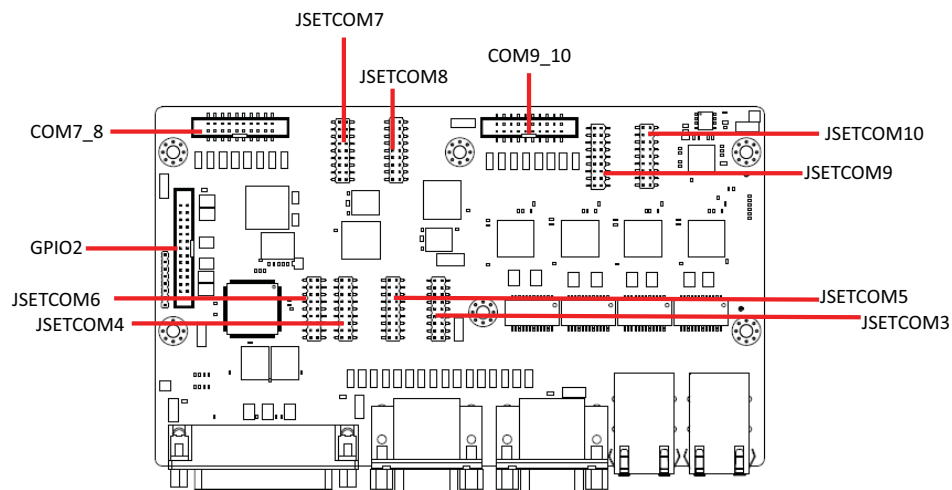 JSETCOM7
COM9_10
JSETCOM8
COM7_8
JSETCOM10
JSETCOM9
GPIO2
JSETCOM6
JSETCOM5
JSETCOM4
JSETCOM3